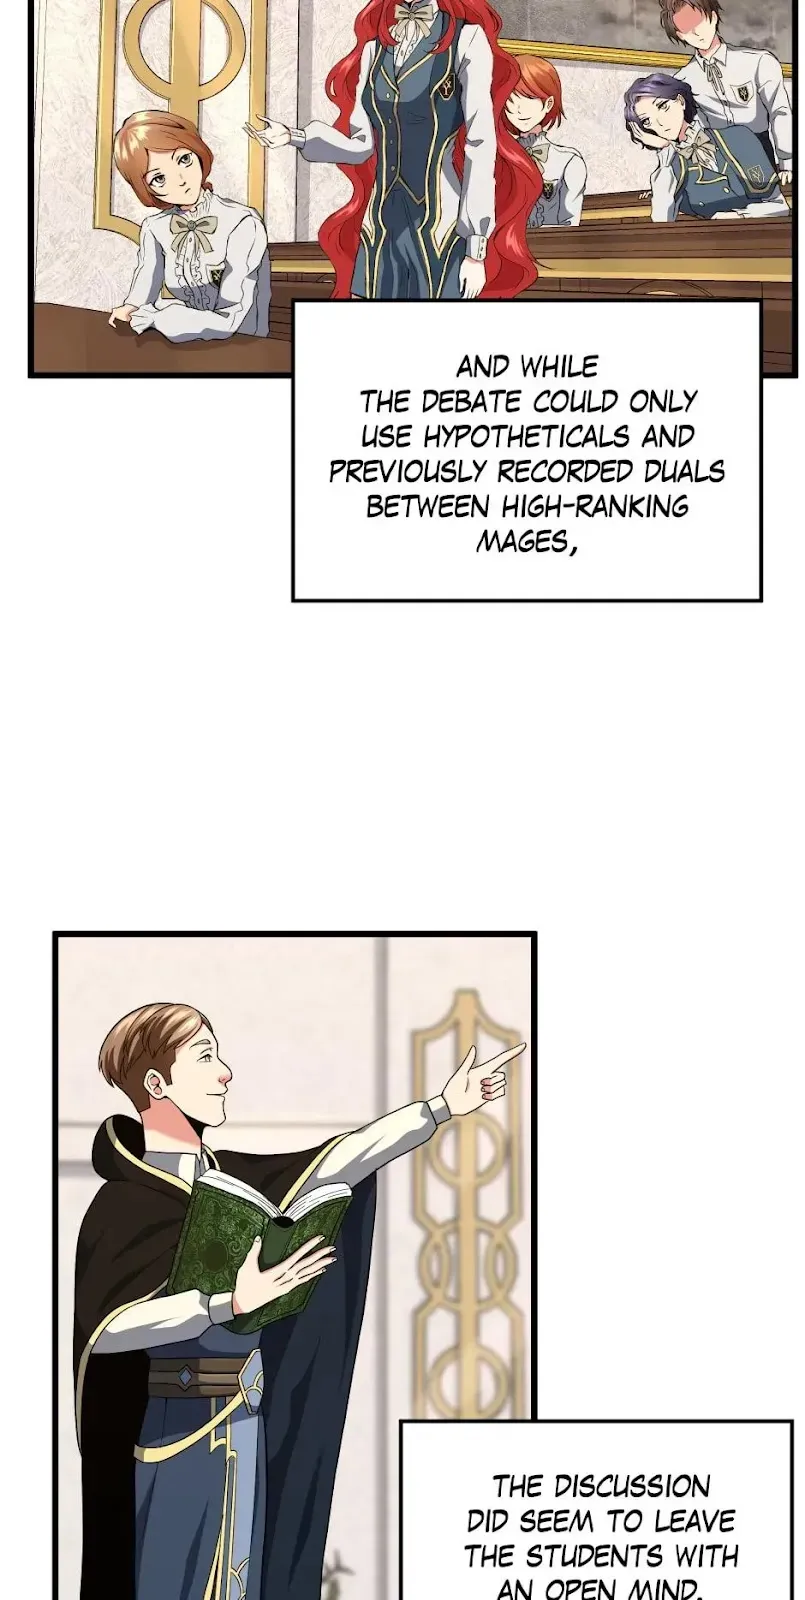 AND WHILE
THE DEBATE COULD ONLY
USE HYPOTHETICALS AND
PREVIOUSLY RECORDED DUALS
BETWEEN HIGH-RANKING
MAGES,
THE DISCUSSION
DID SEEM TO LEAVE
THE STUDENTS WITH
AN OPEN MIND.